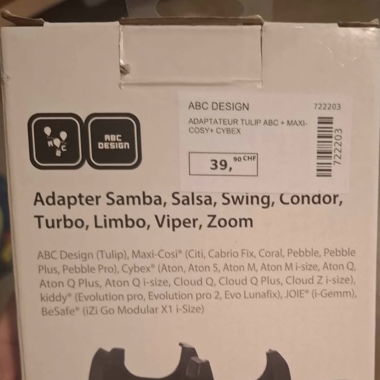 ABC DESIGN 722203
ADAPTATEUR TULIP ABC + MAXI-
COSY+ CYBEX
39,90 CHF
722203
ABC
ABC
DESIGN
Adapter Samba, Salsa, Swing, Condor,
Turbo, Limbo, Viper, Zoom
ABC Design (Tulip), Maxi-Cosi® (Citi, Cabrio Fix, Coral, Pebble, Pebble
Plus, Pebble Pro), Cybex® (Aton, Aton 5, Aton M, Aton M i-size, Aton Q,
Aton Q Plus, Aton Q i-size, Cloud Q, Cloud Q Plus, Cloud Z i-size),
kiddy® (Evolution pro, Evolution pro 2, Evo Lunafix), JOIE® (i-Gemm),
BeSafe® (iZi Go Modular X1 i-Size)